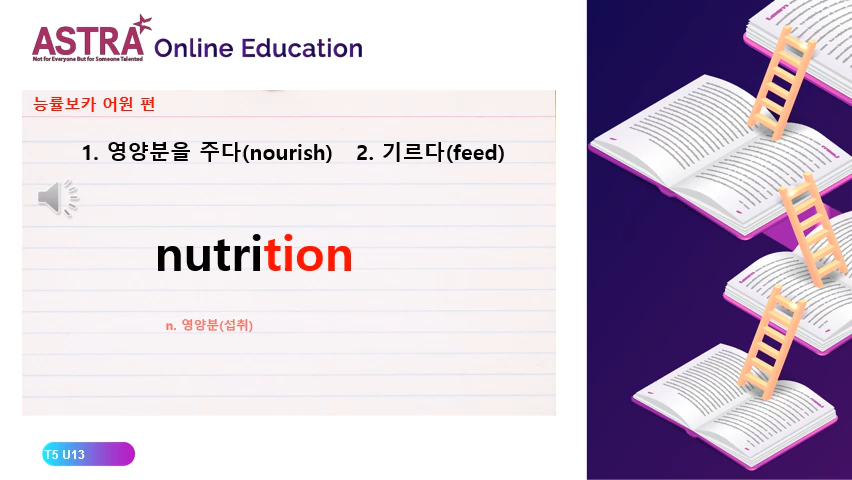 ASTRA
Not for Everyone But for Someone Talented
Online Education
능률보카 어원 편
1. 영양분을 주다(nourish) 2. 기르다(feed)
nutrition
n. 영양분(섭취)
T5 U13